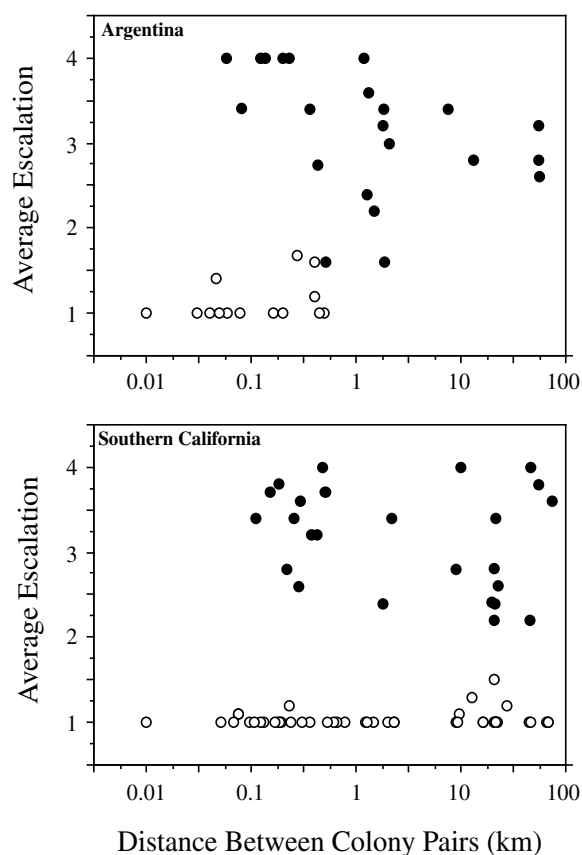 Argentina
Average Escalation
4
3
2
1
0.01 0.1 1 10 100
Southern California
Average Escalation
4
3
2
1
0.01 0.1 1 10 100
Distance Between Colony Pairs (km)